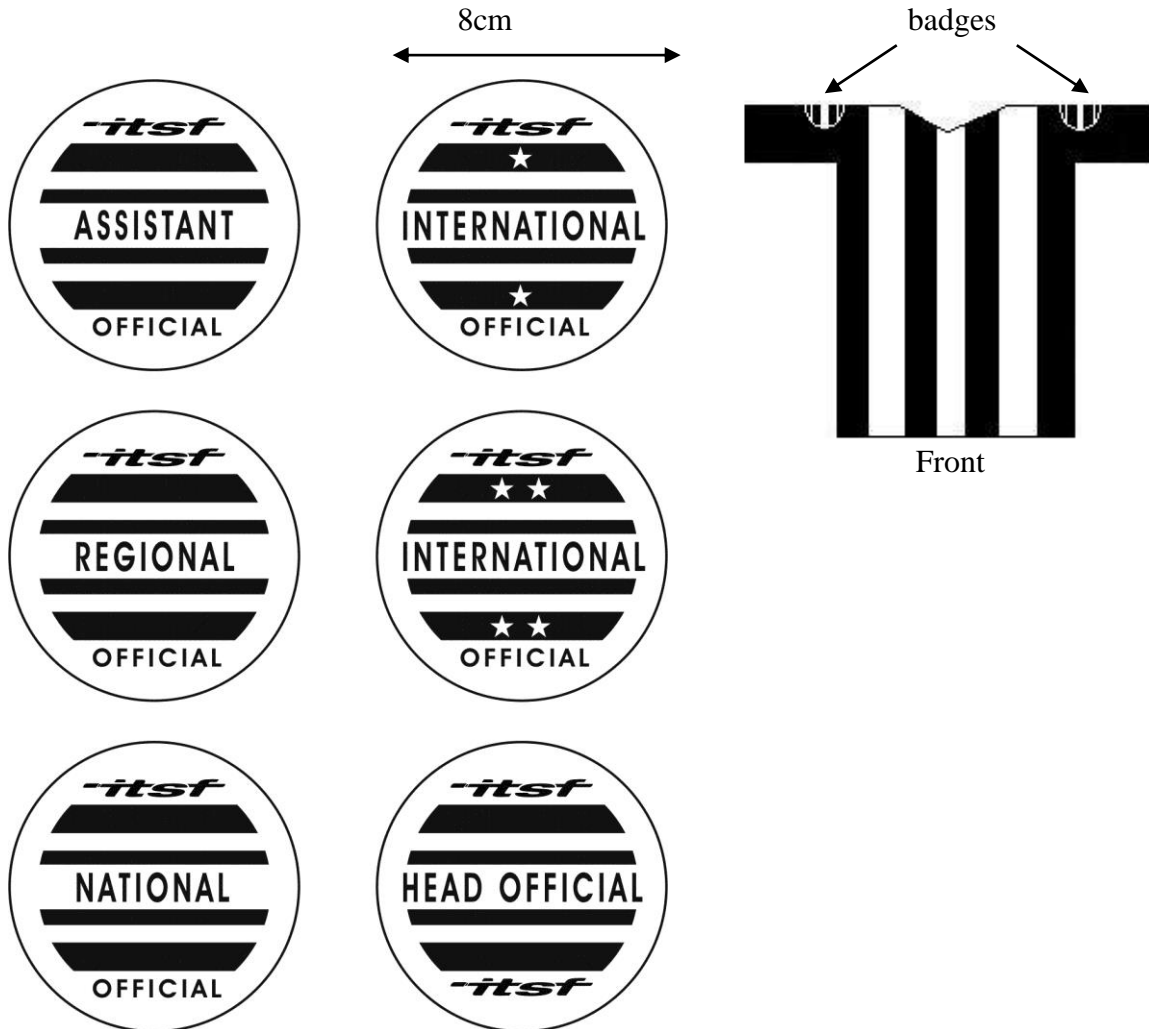 8cm
badges
itsf
ASSISTANT
OFFICIAL
itsf
INTERNATIONAL
OFFICIAL
Front
itsf
REGIONAL
OFFICIAL
itsf
INTERNATIONAL
OFFICIAL
itsf
NATIONAL
OFFICIAL
itsf
HEAD OFFICIAL
itsf